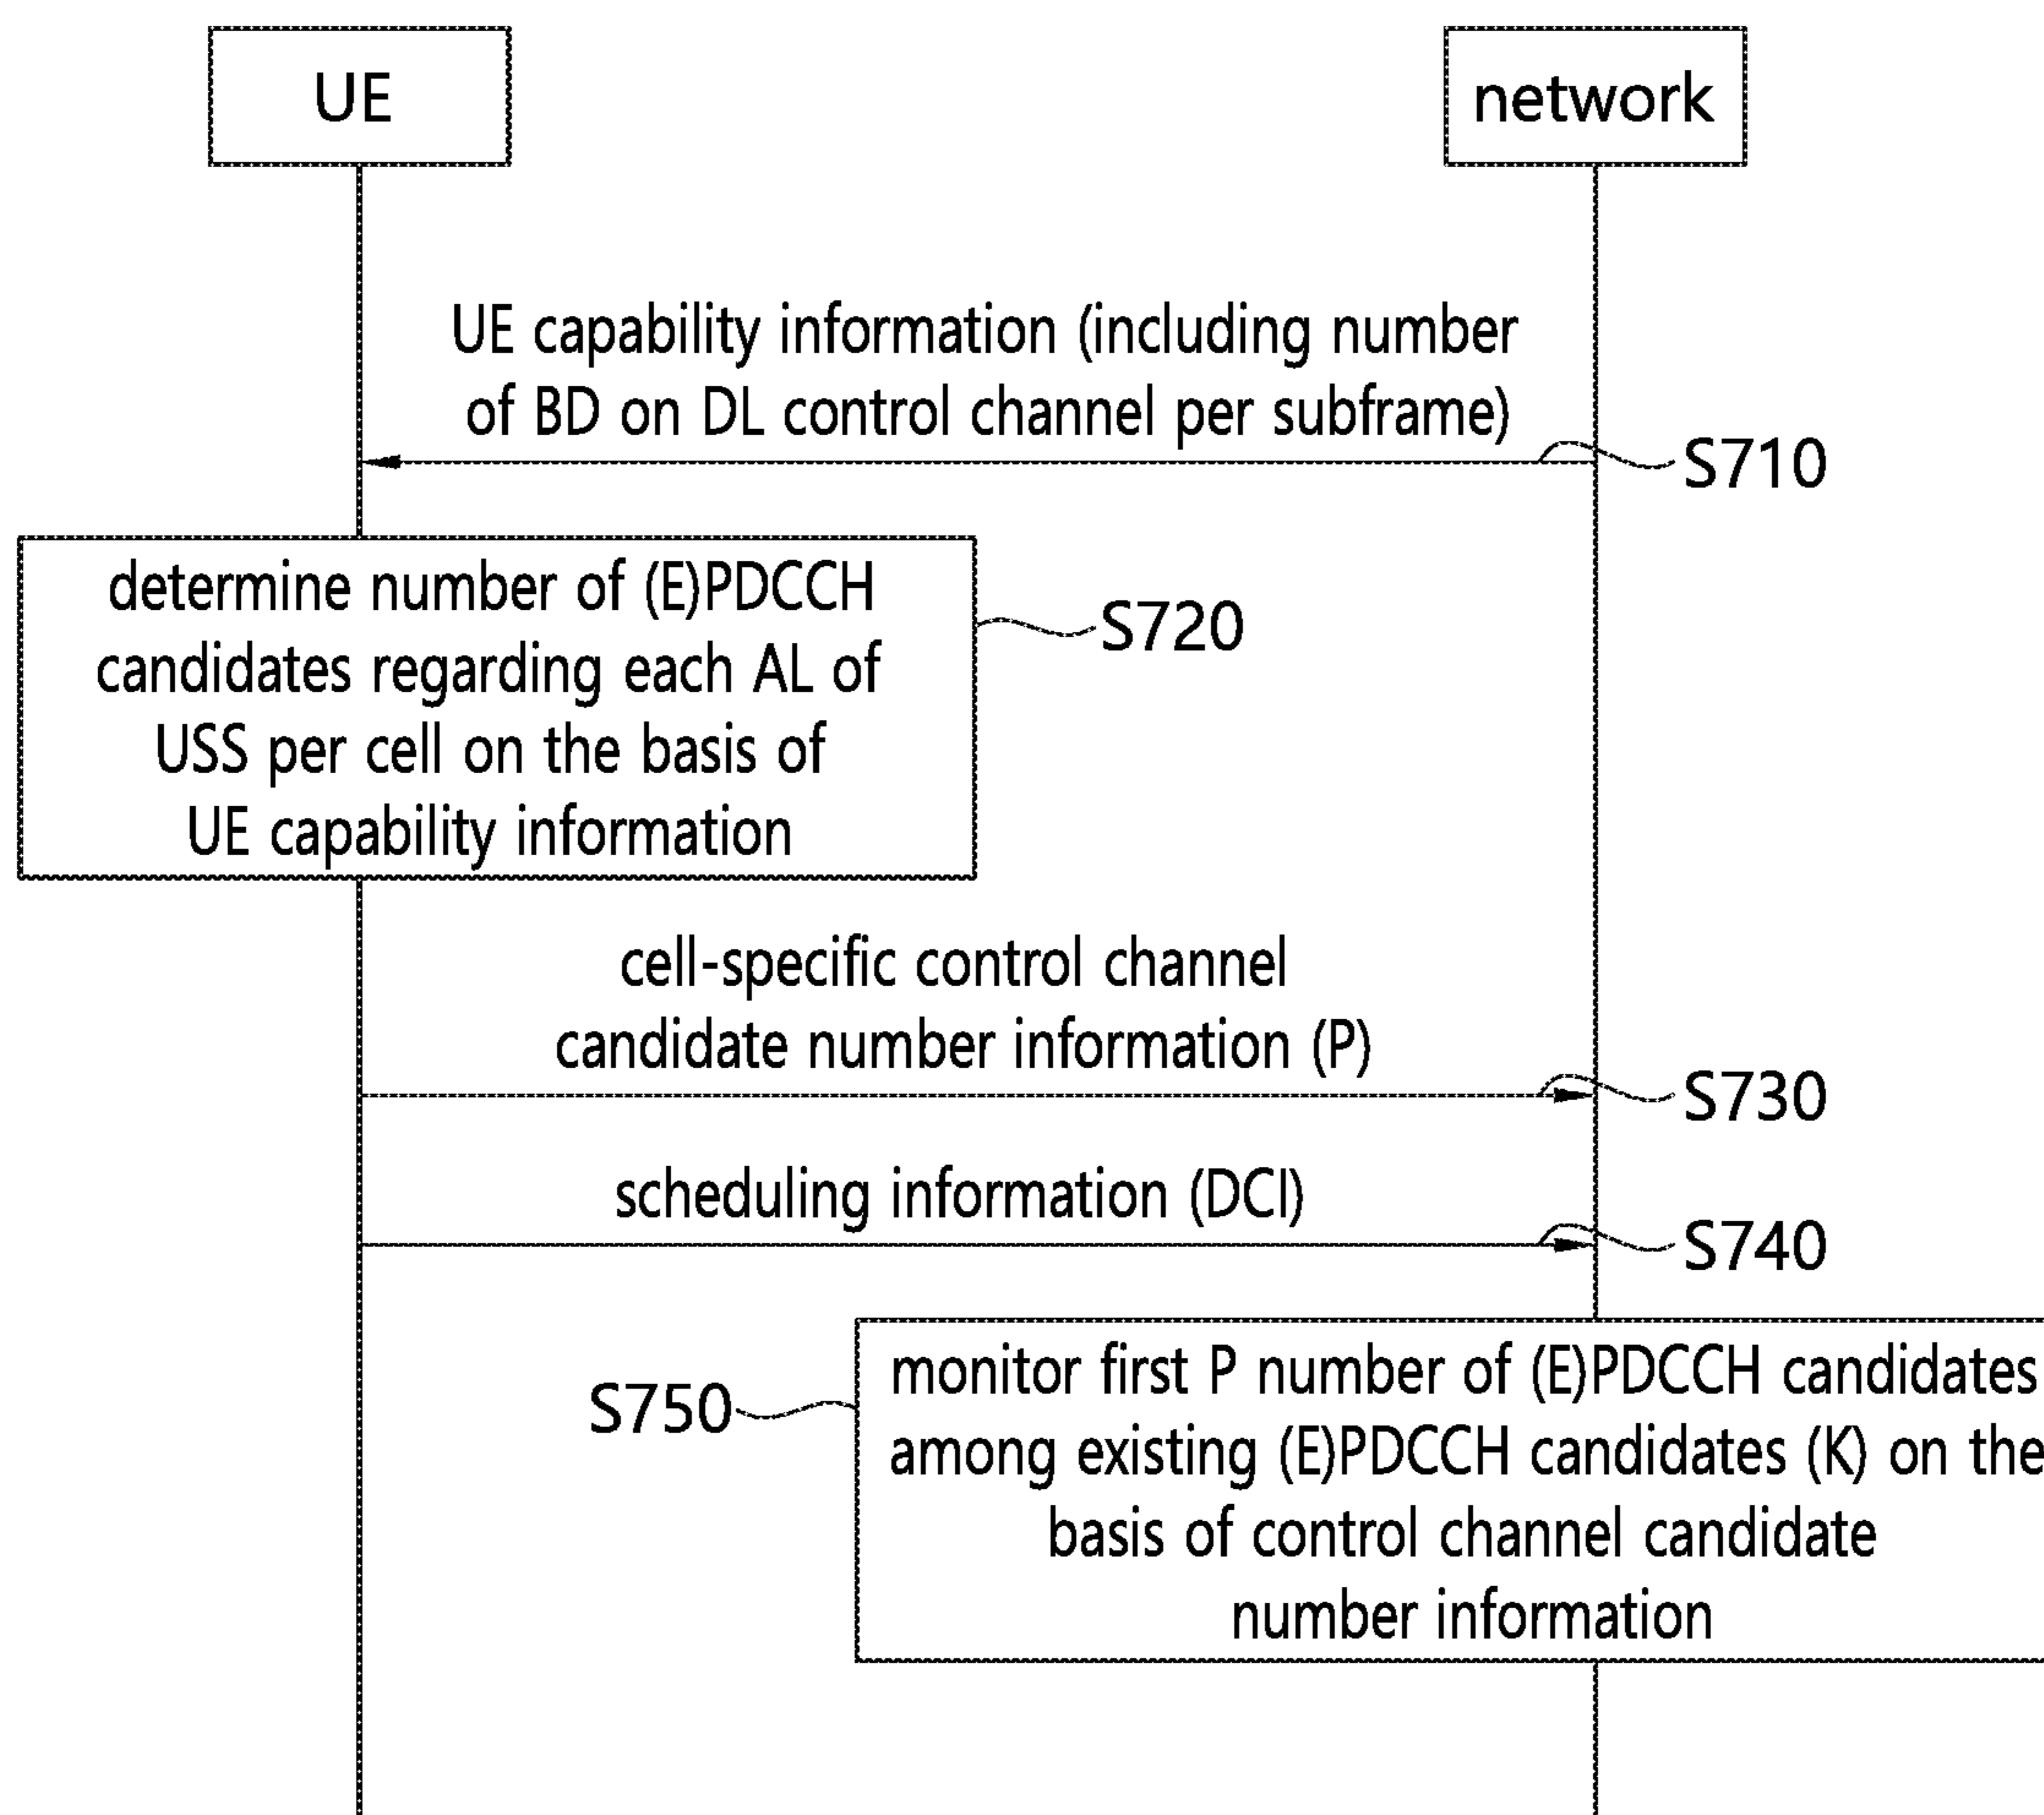 UE
network
UE capability information (including number
of BD on DL control channel per subframe)
S710
determine number of (E)PDCCH
candidates regarding each AL of
USS per cell on the basis of
UE capability information
S720
cell-specific control channel
candidate number information (P)
S730
scheduling information (DCI)
S740
S750
monitor first P number of (E)PDCCH candidates
among existing (E)PDCCH candidates (K) on the
basis of control channel candidate
number information